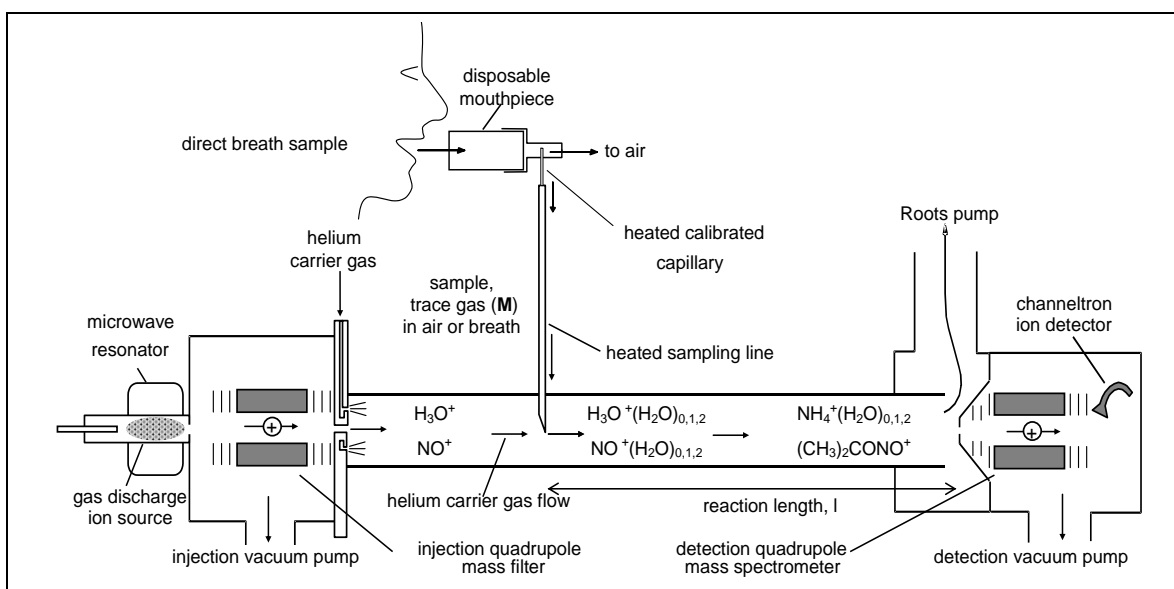 disposable
mouthpiece
direct breath sample
to air
Roots pump
helium
carrier gas
heated calibrated
capillary
sample,
trace gas (M)
in air or breath
channeltron
ion detector
microwave
resonator
heated sampling line
H₃O⁺
H₃O⁺(H₂O)₀,₁,₂
NH₄⁺(H₂O)₀,₁,₂
+
+
NO⁺
NO⁺(H₂O)₀,₁,₂
(CH₃)₂CONO⁺
gas discharge
ion source
helium carrier gas flow
reaction length, l
injection vacuum pump
injection quadrupole
mass filter
detection quadrupole
mass spectrometer
detection vacuum pump